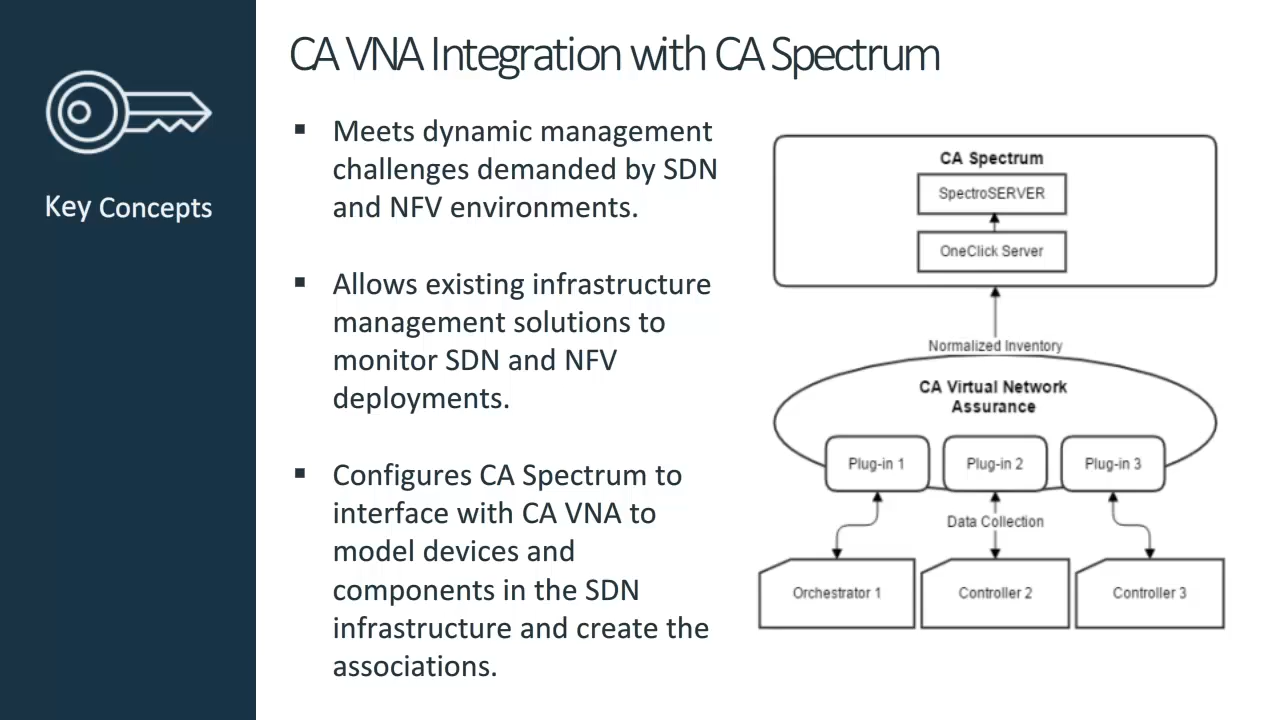 CA VNA Integration with CA Spectrum
Key Concepts
▪ Meets dynamic management
challenges demanded by SDN
and NFV environments.
▪ Allows existing infrastructure
management solutions to
monitor SDN and NFV
deployments.
▪ Configures CA Spectrum to
interface with CA VNA to
model devices and
components in the SDN
infrastructure and create the
associations.
CA Spectrum
SpectroSERVER
OneClick Server
Normalized Inventory
CA Virtual Network
Assurance
Plug-in 1
Plug-in 2
Plug-in 3
Data Collection
Orchestrator 1
Controller 2
Controller 3